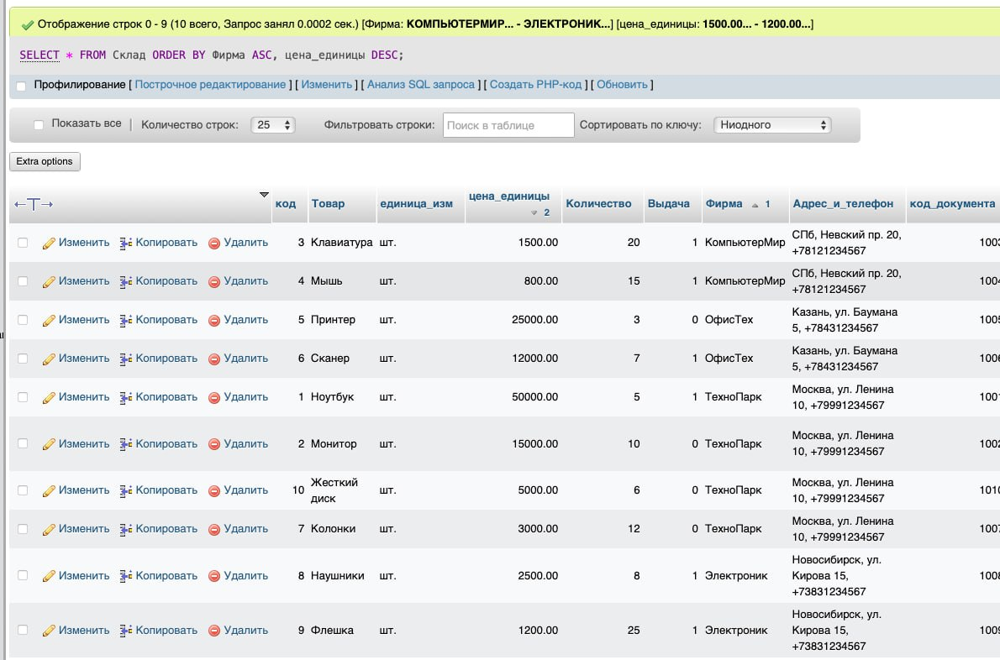 Отображение строк 0 - 9 (10 всего, Запрос занял 0.0002 сек.) [Фирма: КОМПЬЮТЕРМИР... - ЭЛЕКТРОНИК...] [цена_единицы: 1500.00... - 1200.00...]
SELECT * FROM Склад ORDER BY Фирма ASC, цена_единицы DESC;
Профилирование [ Построчное редактирование ] [ Изменить ] [ Анализ SQL запроса ] [ Создать PHP-код ] [ Обновить ]
Показать все | Количество строк: 25 Фильтровать строки: Поиск в таблице Сортировать по ключу: Ниодного
Extra options
←T→ код Товар единица_изм цена_единицы 2 Количество Выдача Фирма 1 Адрес_и_телефон код_документа
Изменить Копировать Удалить 3 Клавиатура шт. 1500.00 20 1 КомпьютерМир СПб, Невский пр. 20, 1003
+78121234567
Изменить Копировать Удалить 4 Мышь шт. 800.00 15 1 КомпьютерМир СПб, Невский пр. 20, 1004
+78121234567
Изменить Копировать Удалить 5 Принтер шт. 25000.00 3 0 ОфисТех Казань, ул. Баумана 1005
5, +78431234567
Изменить Копировать Удалить 6 Сканер шт. 12000.00 7 1 ОфисТех Казань, ул. Баумана 1006
5, +78431234567
Изменить Копировать Удалить 1 Ноутбук шт. 50000.00 5 1 ТехноПарк Москва, ул. Ленина 1001
10, +79991234567
Изменить Копировать Удалить 2 Монитор шт. 15000.00 10 0 ТехноПарк Москва, ул. Ленина 1002
10, +79991234567
Изменить Копировать Удалить 10 Жесткий диск шт. 5000.00 6 0 ТехноПарк Москва, ул. Ленина 1010
10, +79991234567
Изменить Копировать Удалить 7 Колонки шт. 3000.00 12 0 ТехноПарк Москва, ул. Ленина 1007
10, +79991234567
Изменить Копировать Удалить 8 Наушники шт. 2500.00 8 1 Электроник Новосибирск, ул. 1008
Кирова 15,
+73831234567
Изменить Копировать Удалить 9 Флешка шт. 1200.00 25 1 Электроник Новосибирск, ул. 1009
Кирова 15,
+73831234567